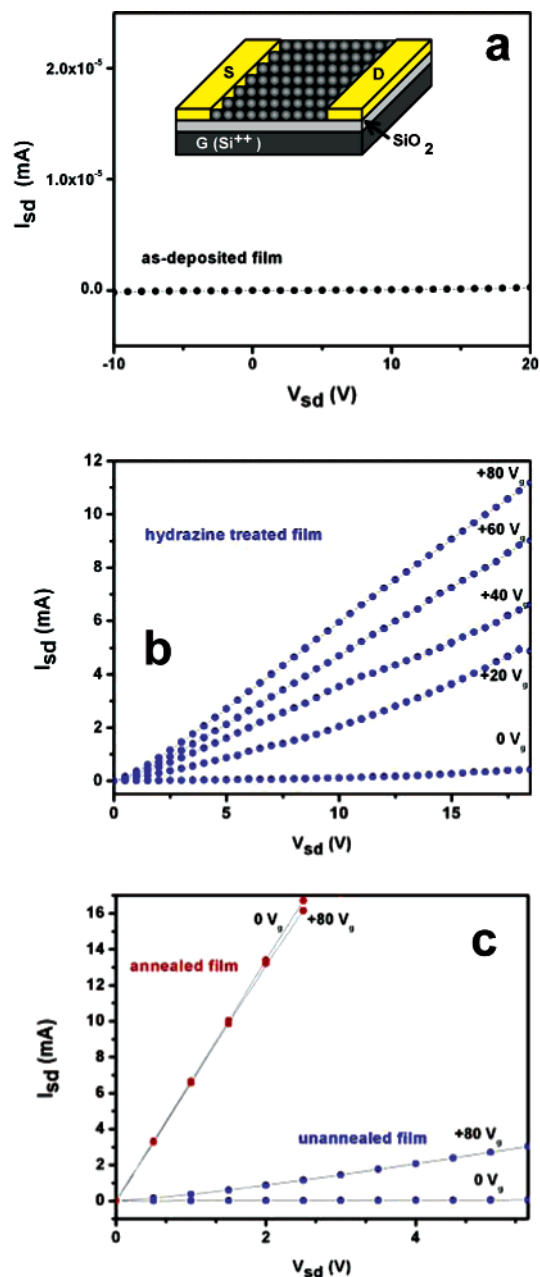 a
2.0x10⁻⁵
S
D
G (Si⁺⁺)
SiO₂
1.0x10⁻⁵
I_sd (mA)
as-deposited film
0.0
-10 0 10 20
V_sd (V)
12
+80 V_g
hydrazine treated film
10
+60 V_g
8
+40 V_g
6
I_sd (mA)
b
+20 V_g
4
2
0 V_g
0
0 5 10 15
V_sd (V)
16
0 V_g +80 V_g
c
14
annealed film
12
10
8
I_sd (mA)
6
unannealed film
4
+80 V_g
2
0 V_g
0
0 2 4
V_sd (V)